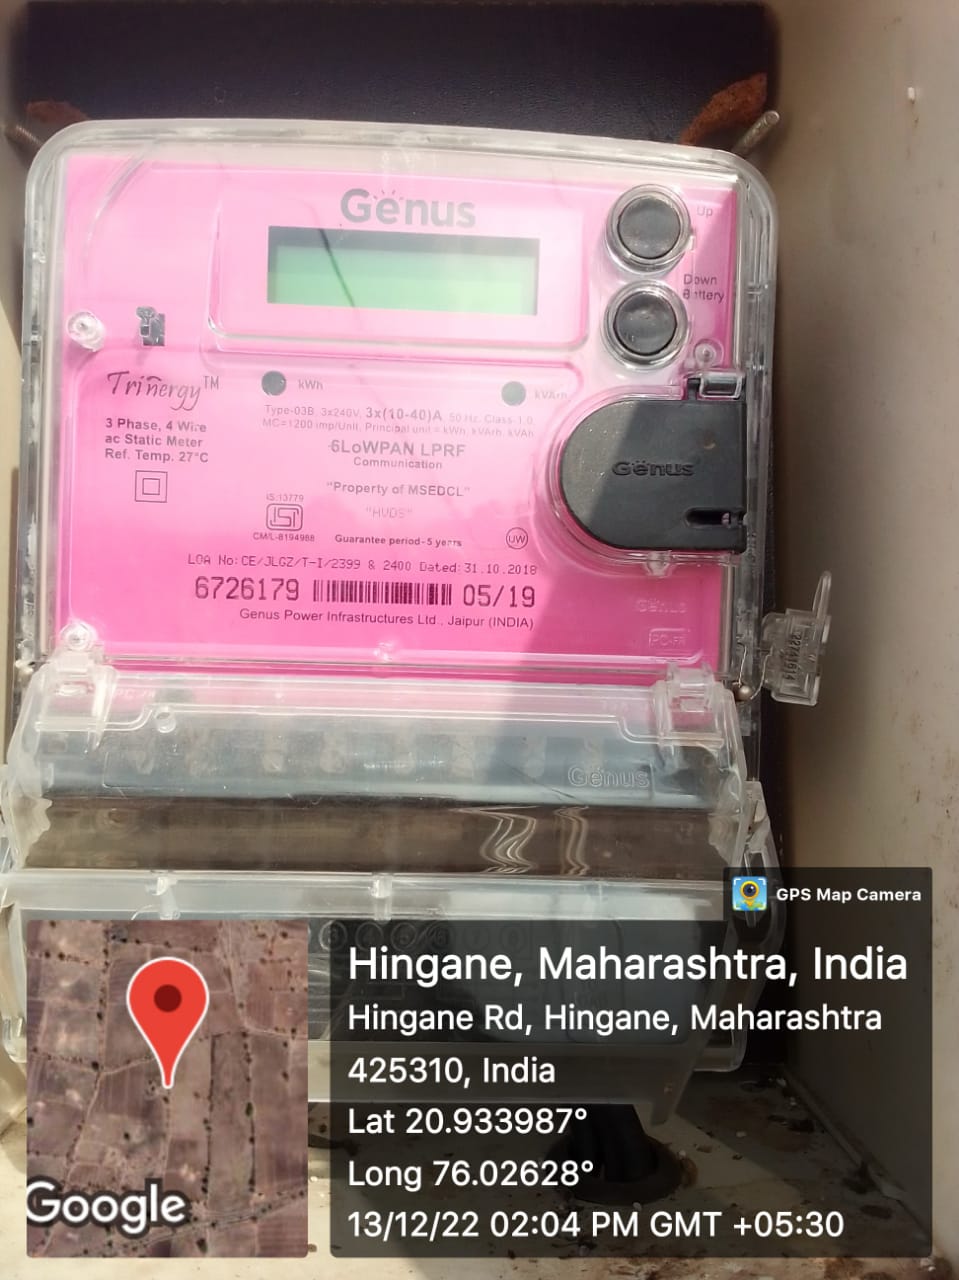 Genus
Up
Down
Battery
Trinergy™
kWh
kVArh
Type-03B, 3x240V, 3x(10-40)A 50 Hz, Class-1.0
MC=1200 imp/Unit, Principal unit = kWh, kVArh, kVAh
3 Phase, 4 Wire
ac Static Meter
Ref. Temp. 27°C
6LoWPAN LPRF
Communication
"Property of MSEDCL"
"HVDS"
Genus
IS:13779
CM/L-8194988
Guarantee period-5 years
UW
LOA No:CE/JLGZ/T-I/2399 & 2400 Dated:31.10.2018
6726179 05/19
Genus Power Infrastructures Ltd., Jaipur (INDIA)
Genus
PC-FR
22741614
Genus
GPS Map Camera
Hingane, Maharashtra, India
Hingane Rd, Hingane, Maharashtra
425310, India
Lat 20.933987°
Long 76.02628°
13/12/22 02:04 PM GMT +05:30
Google